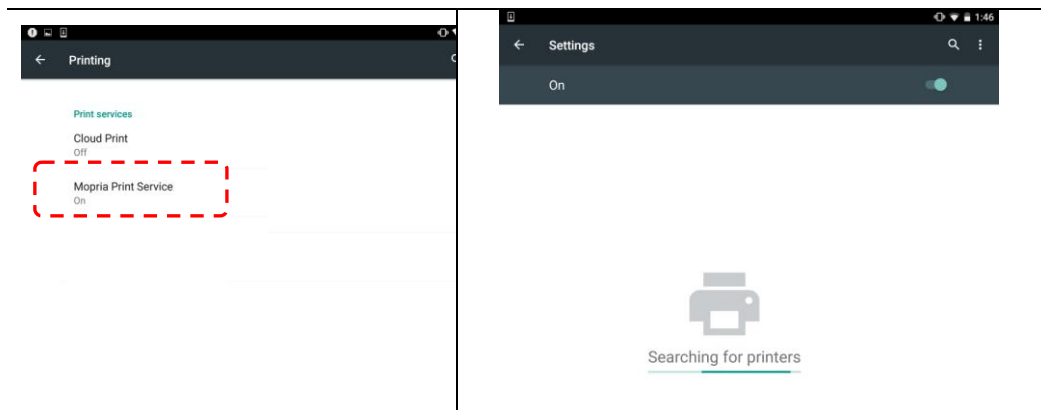 Printing
Print services
Cloud Print
Off
Mopria Print Service
On
1:46
Settings
On
Searching for printers